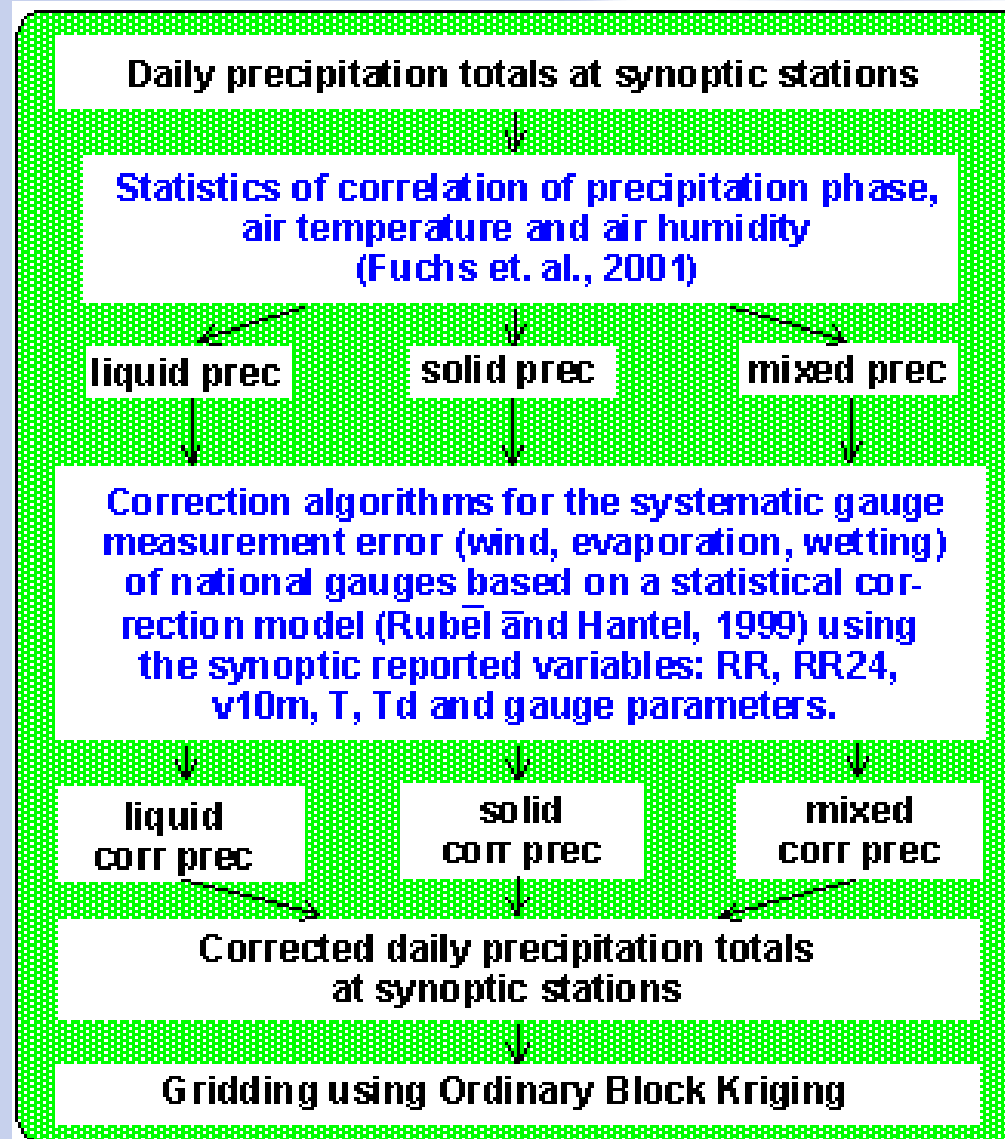 Daily precipitation totals at synoptic stations
Statistics of correlation of precipitation phase,
air temperature and air humidity
(Fuchs et. al., 2001)
liquid prec
solid prec
mixed prec
Correction algorithms for the systematic gauge
measurement error (wind, evaporation, wetting)
of national gauges based on a statistical cor-
rection model (Rubel and Hantel, 1999) using
the synoptic reported variables: RR, RR24,
v10m, T, Td and gauge parameters.
liquid
corr prec
solid
corr prec
mixed
corr prec
Corrected daily precipitation totals
at synoptic stations
Gridding using Ordinary Block Kriging